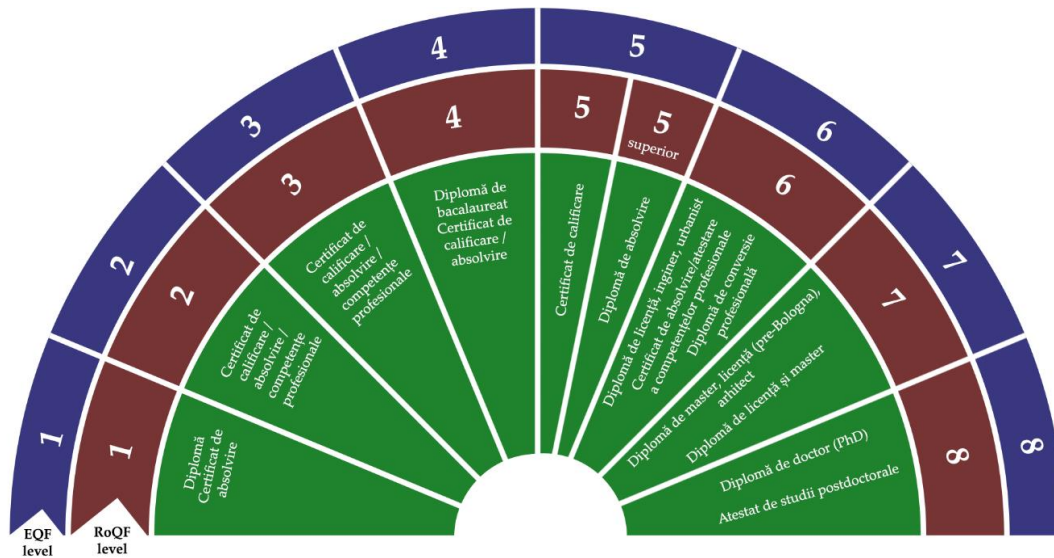 1
2
3
4
5
6
7
8
EQF
level
1
2
3
4
5
5
superior
6
7
8
RoQF
level
Diplomă
Certificat de
absolvire
Certificat de
calificare /
absolvire /
competențe
profesionale
Certificat de
calificare /
absolvire /
competente
profesionale
Diplomă de
bacalaureat
Certificat de
calificare /
absolvire
Certificat de calificare
Diplomă de absolvire
Diplomă de licență, inginer, urbanist
Certificat de absolvire/atestare
a competențelor profesionale
Diplomă de conversie
profesională
Diplomă de master, licență (pre-Bologna),
arhitect
Diplomă de licență și master
Diplomă de doctor (PhD)
Atestat de studii postdoctorale